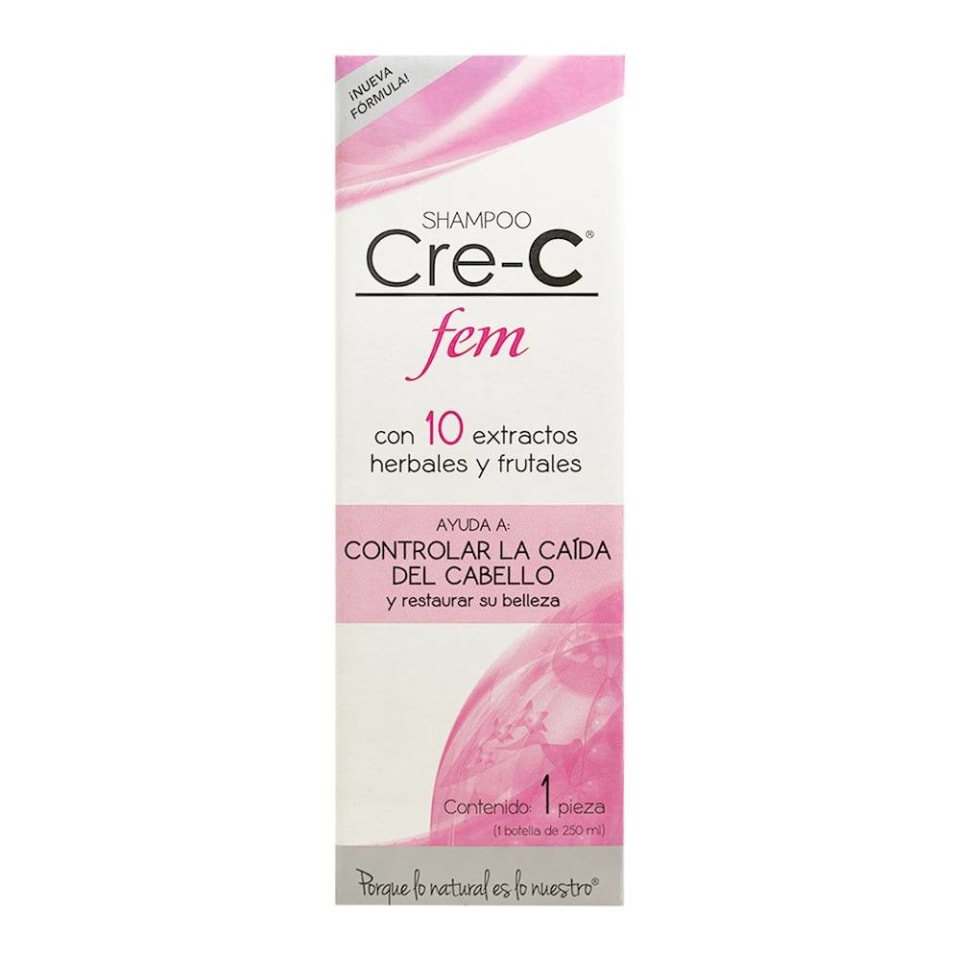 ¡NUEVA
FÓRMULA!
SHAMPOO
Cre-C®
fem
con 10 extractos
herbales y frutales
AYUDA A:
CONTROLAR LA CAÍDA
DEL CABELLO
y restaurar su belleza
Contenido: 1 pieza
(1 botella de 250 ml)
Porque lo natural es lo nuestro®